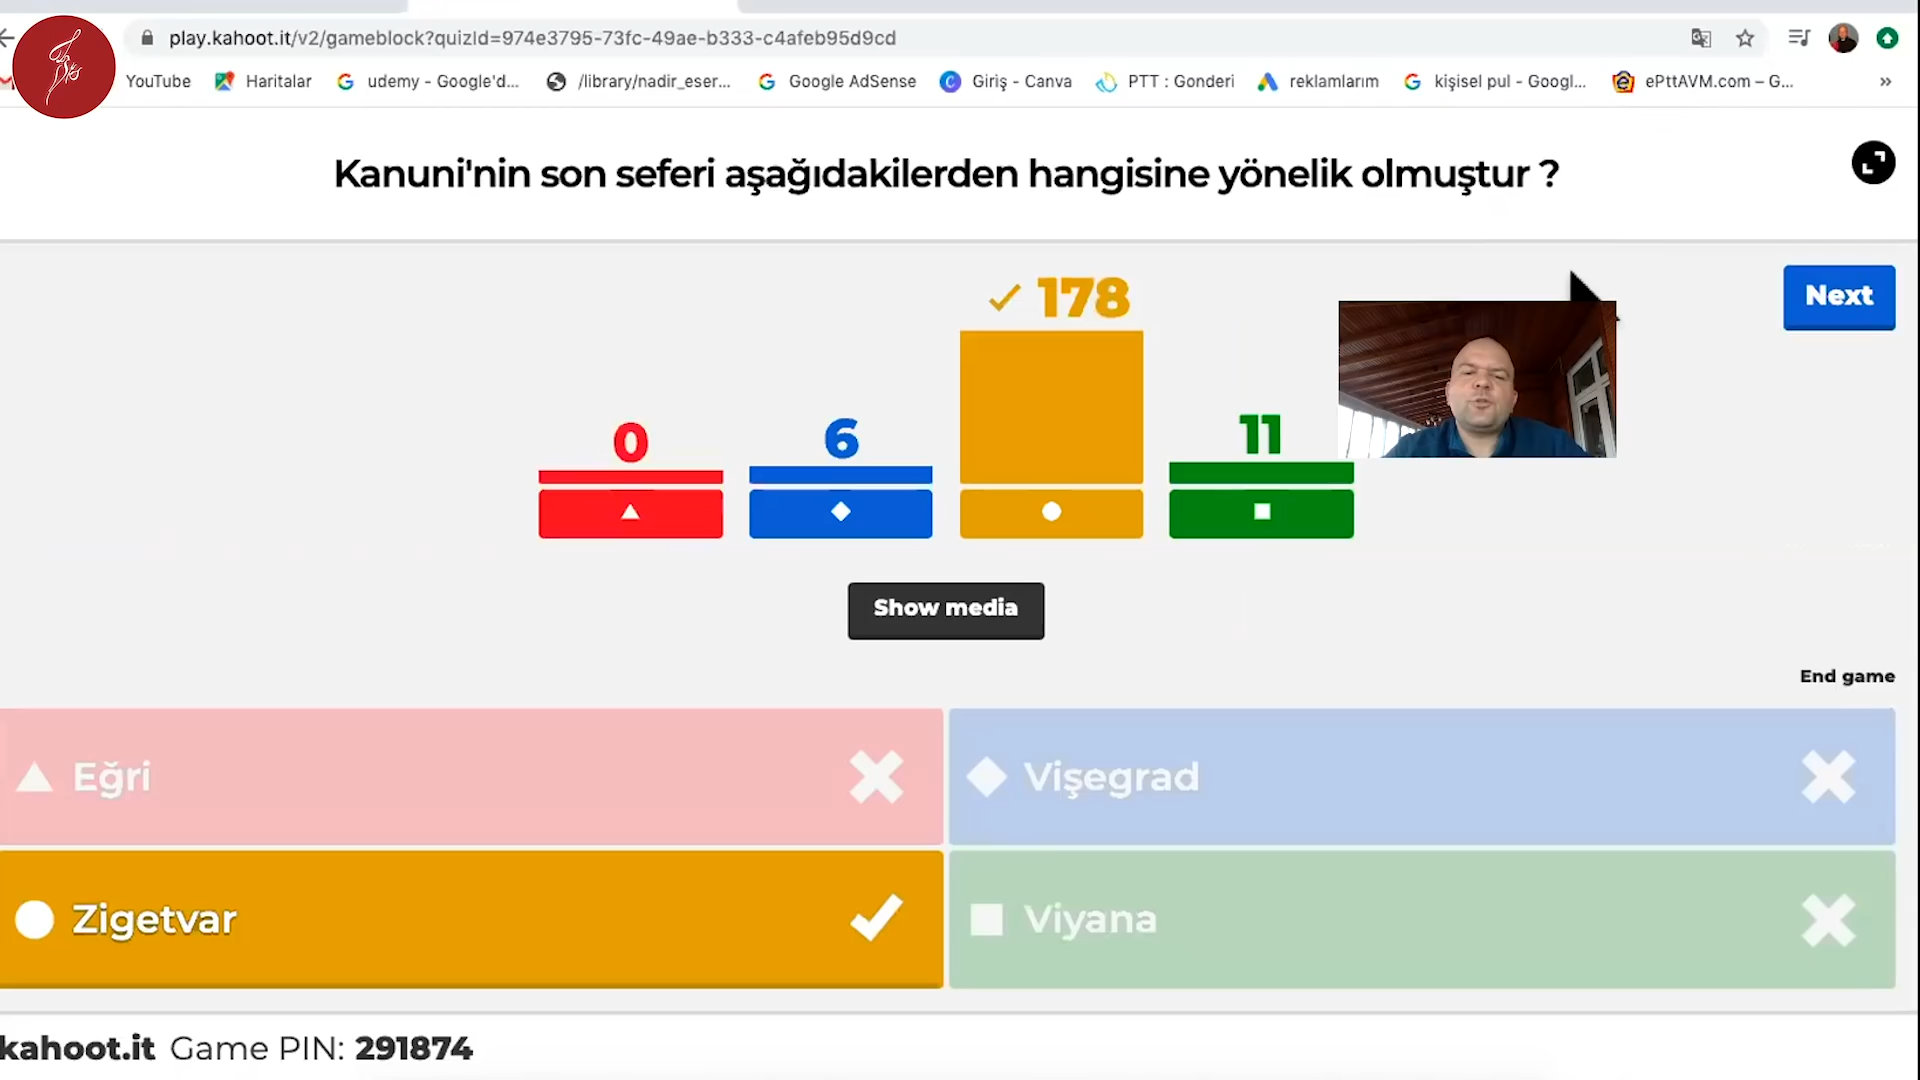 play.kahoot.it/v2/gameblock?quizId=974e3795-73fc-49ae-b333-c4afeb95d9cd
YouTube Haritalar udemy - Google'd... /library/nadir_eser... Google AdSense Giriş - Canva PTT : Gonderi reklamlarım kişisel pul - Googl... ePttAVM.com – G... »
Kanuni'nin son seferi aşağıdakilerden hangisine yönelik olmuştur ?
Next
0
6
178
11
Show media
End game
Eğri
Vişegrad
Zigetvar
Viyana
kahoot.it Game PIN: 291874